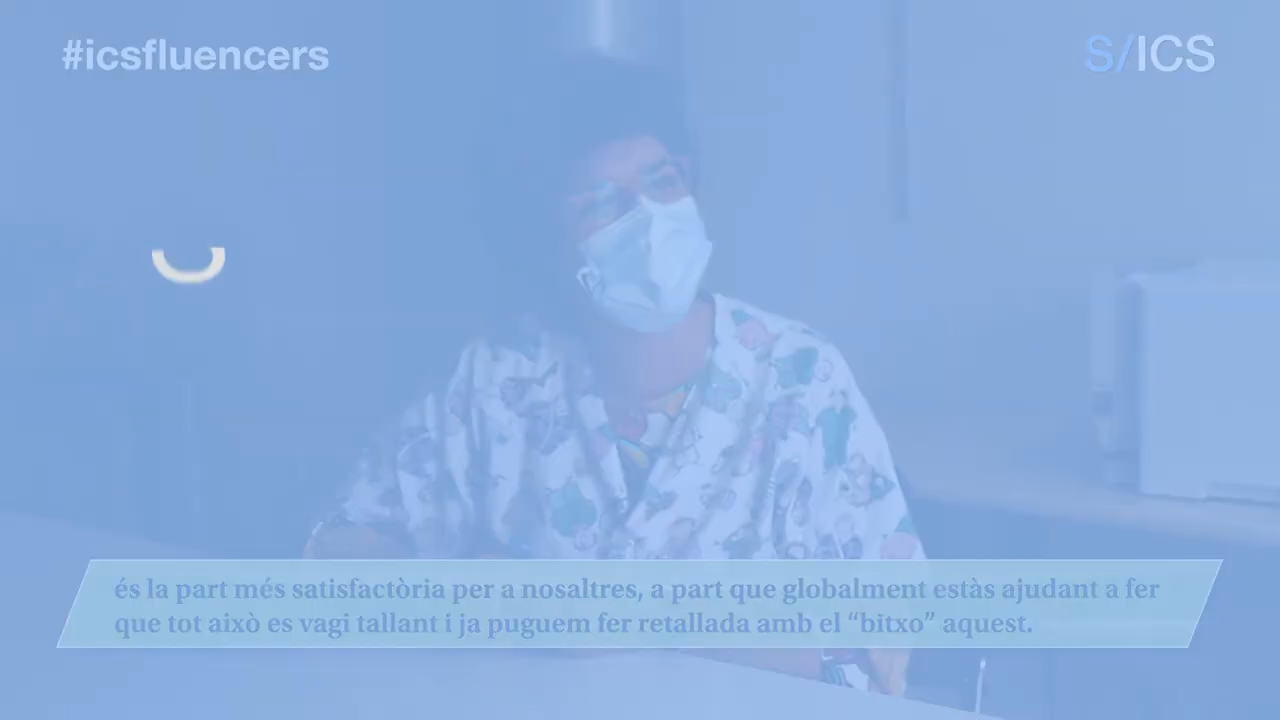 #icsfluencers
S/ICS
és la part més satisfactòria per a nosaltres, a part que globalment estàs ajudant a fer
que tot això es vagi tallant i ja puguem fer retallada amb el “bitxo” aquest.